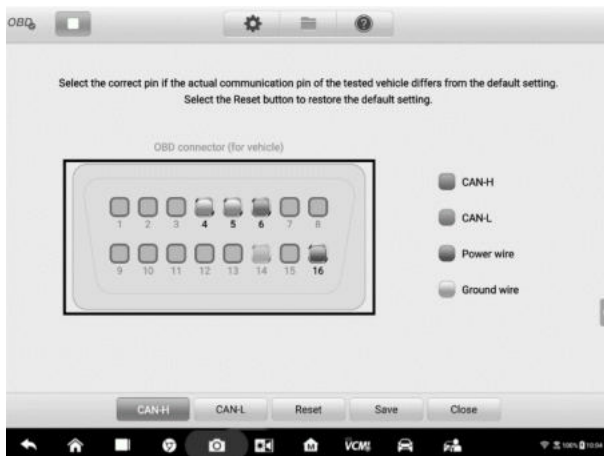 OBD
Select the correct pin if the actual communication pin of the tested vehicle differs from the default setting.
Select the Reset button to restore the default setting.
OBD connector (for vehicle)
1 2 3 4 5 6 7 8
9 10 11 12 13 14 15 16
CAN-H
CAN-L
Power wire
Ground wire
CAN-H CAN-L Reset Save Close
M VCMI 100% 10:04